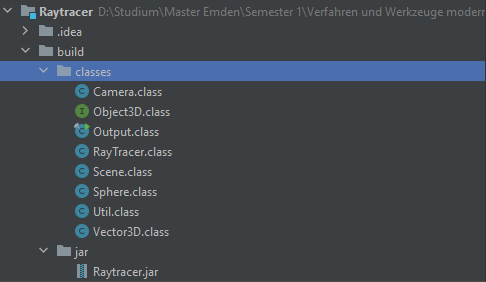 Raytracer D:\Studium\Master Emden\Semester 1\Verfahren und Werkzeuge modern
.idea
build
classes
Camera.class
Object3D.class
Output.class
RayTracer.class
Scene.class
Sphere.class
Util.class
Vector3D.class
jar
Raytracer.jar